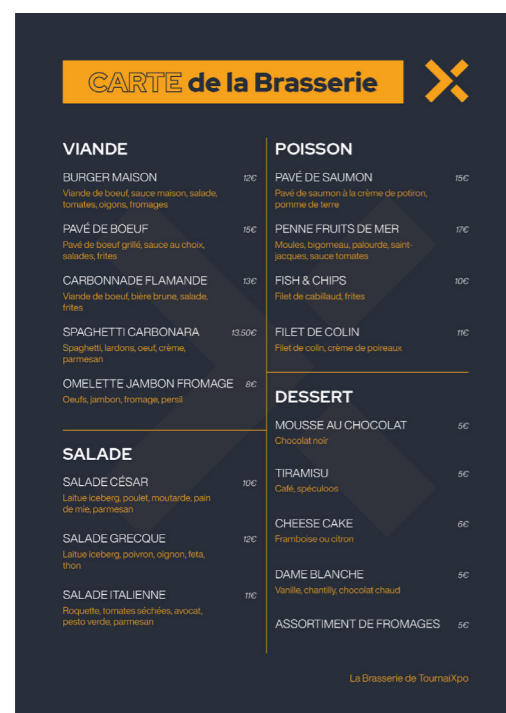 CARTE de la Brasserie
VIANDE
BURGER MAISON 12€
Viande de boeuf, sauce maison, salade,
tomates, oigons, fromages
PAVÉ DE BOEUF 15€
Pavé de boeuf grillé, sauce au choix,
salades, frites
CARBONNADE FLAMANDE 13€
Viande de boeuf, bière brune, salade,
frites
SPAGHETTI CARBONARA 13.50€
Spaghetti, lardons, oeuf, crème,
parmesan
OMELETTE JAMBON FROMAGE 8€
Oeufs, jambon, fromage, persil
SALADE
SALADE CÉSAR 10€
Laitue iceberg, poulet, moutarde, pain
de mie, parmesan
SALADE GRECQUE 12€
Laitue iceberg, poivron, oignon, feta,
thon
SALADE ITALIENNE 11€
Roquette, tomates séchées, avocat,
pesto verde, parmesan
POISSON
PAVÉ DE SAUMON 15€
Pavé de saumon à la crème de potiron,
pomme de terre
PENNE FRUITS DE MER 17€
Moules, bigorneau, palourde, saint-
jacques, sauce tomates
FISH & CHIPS 10€
Filet de cabillaud, frites
FILET DE COLIN 11€
Filet de colin, crème de poireaux
DESSERT
MOUSSE AU CHOCOLAT 5€
Chocolat noir
TIRAMISU 5€
Café, spéculoos
CHEESE CAKE 6€
Framboise ou citron
DAME BLANCHE 5€
Vanille, chantilly, chocolat chaud
ASSORTIMENT DE FROMAGES 5€
La Brasserie de TournaiXpo